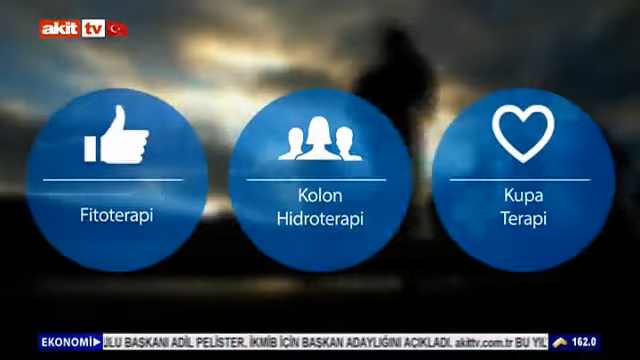 akit tv
Fitoterapi
Kolon
Hidroterapi
Kupa
Terapi
EKONOMİ
BAŞKANI ADİL PELİSTER, İKMİB İÇİN BAŞKAN ADAYLIĞINI AÇIKLADI. akittv.com.tr BU YIL
162.0